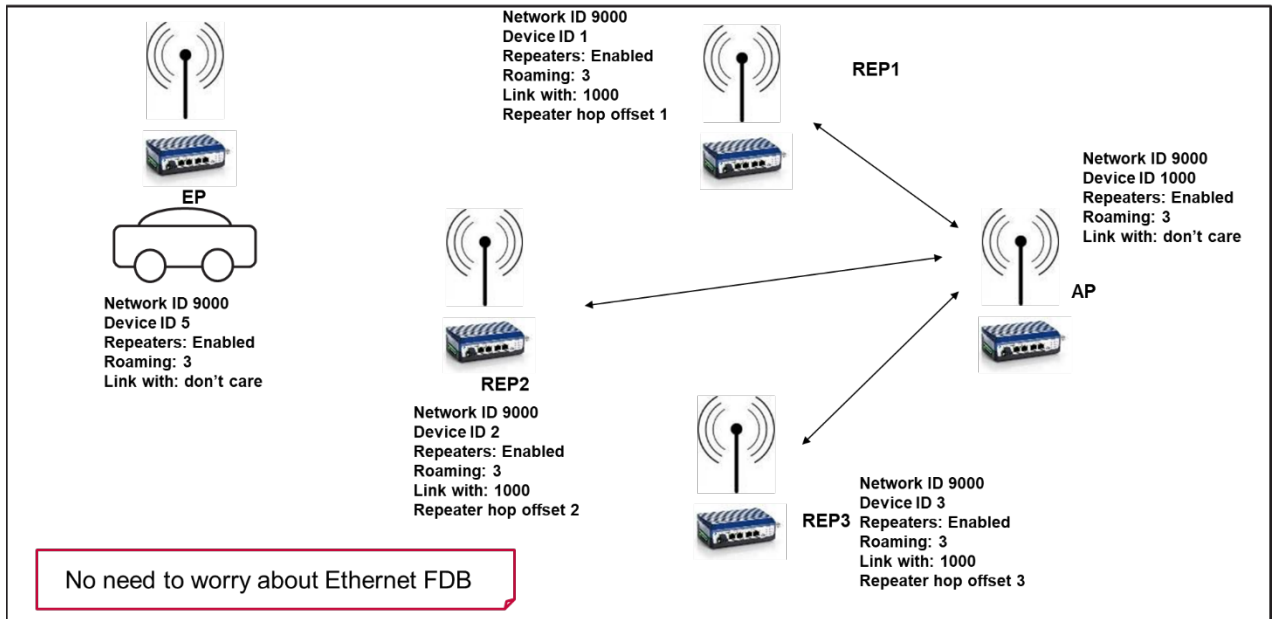 Network ID 9000
Device ID 1
Repeaters: Enabled
Roaming: 3
Link with: 1000
Repeater hop offset 1
REP1
Network ID 9000
Device ID 1000
Repeaters: Enabled
Roaming: 3
Link with: don't care
AP
EP
Network ID 9000
Device ID 5
Repeaters: Enabled
Roaming: 3
Link with: don't care
REP2
Network ID 9000
Device ID 2
Repeaters: Enabled
Roaming: 3
Link with: 1000
Repeater hop offset 2
REP3
Network ID 9000
Device ID 3
Repeaters: Enabled
Roaming: 3
Link with: 1000
Repeater hop offset 3
No need to worry about Ethernet FDB